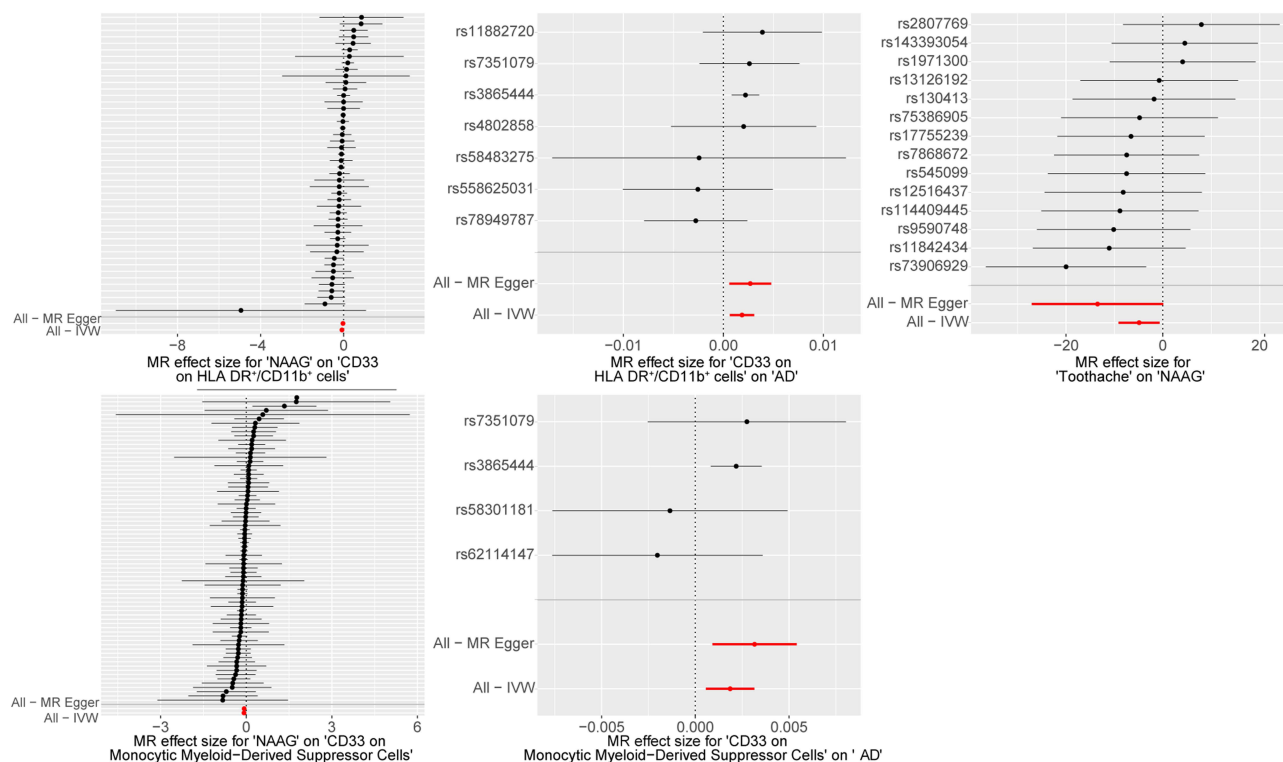 All − MR Egger
All − IVW
−8
−4
0
MR effect size for 'NAAG' on 'CD33
on HLA DR⁺/CD11b⁺ cells'
rs11882720
rs7351079
rs3865444
rs4802858
rs58483275
rs558625031
rs78949787
All − MR Egger
All − IVW
−0.01
0.00
0.01
MR effect size for 'CD33 on
HLA DR⁺/CD11b⁺ cells' on 'AD'
rs2807769
rs143393054
rs1971300
rs13126192
rs130413
rs75386905
rs17755239
rs7868672
rs545099
rs12516437
rs114409445
rs9590748
rs11842434
rs73906929
All − MR Egger
All − IVW
−20
0
20
MR effect size for
'Toothache' on 'NAAG'
All − MR Egger
All − IVW
−3
0
3
6
MR effect size for 'NAAG' on 'CD33 on
Monocytic Myeloid−Derived Suppressor Cells'
rs7351079
rs3865444
rs58301181
rs62114147
All − MR Egger
All − IVW
−0.005
0.000
0.005
MR effect size for 'CD33 on
Monocytic Myeloid−Derived Suppressor Cells' on ' AD'